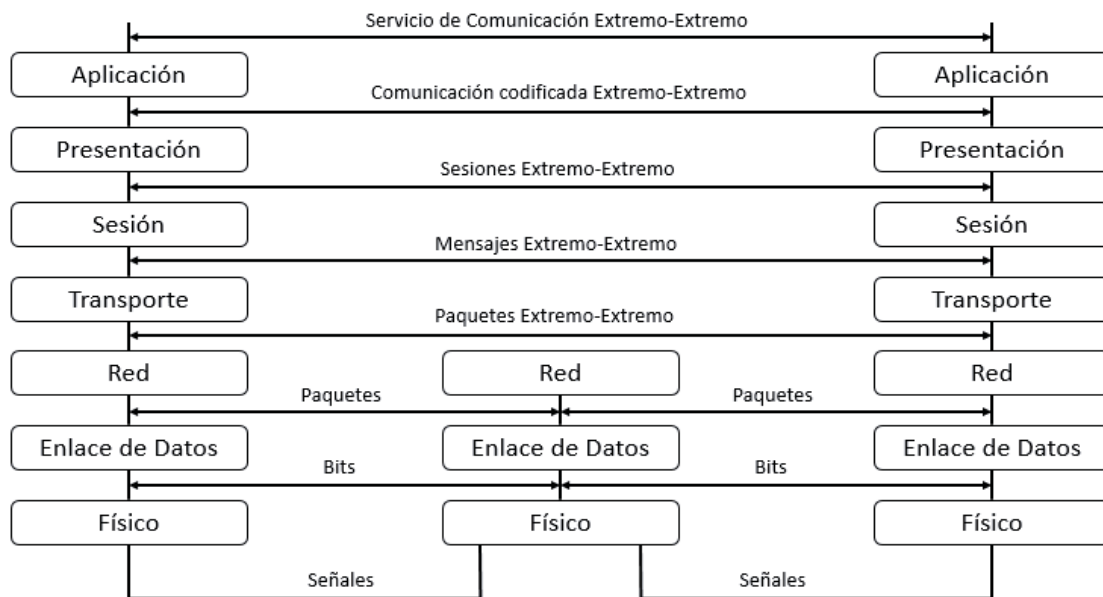 Servicio de Comunicación Extremo-Extremo
Aplicación
Aplicación
Comunicación codificada Extremo-Extremo
Presentación
Presentación
Sesiones Extremo-Extremo
Sesión
Sesión
Mensajes Extremo-Extremo
Transporte
Transporte
Paquetes Extremo-Extremo
Red
Red
Red
Paquetes
Paquetes
Enlace de Datos
Enlace de Datos
Enlace de Datos
Bits
Bits
Físico
Físico
Físico
Señales
Señales